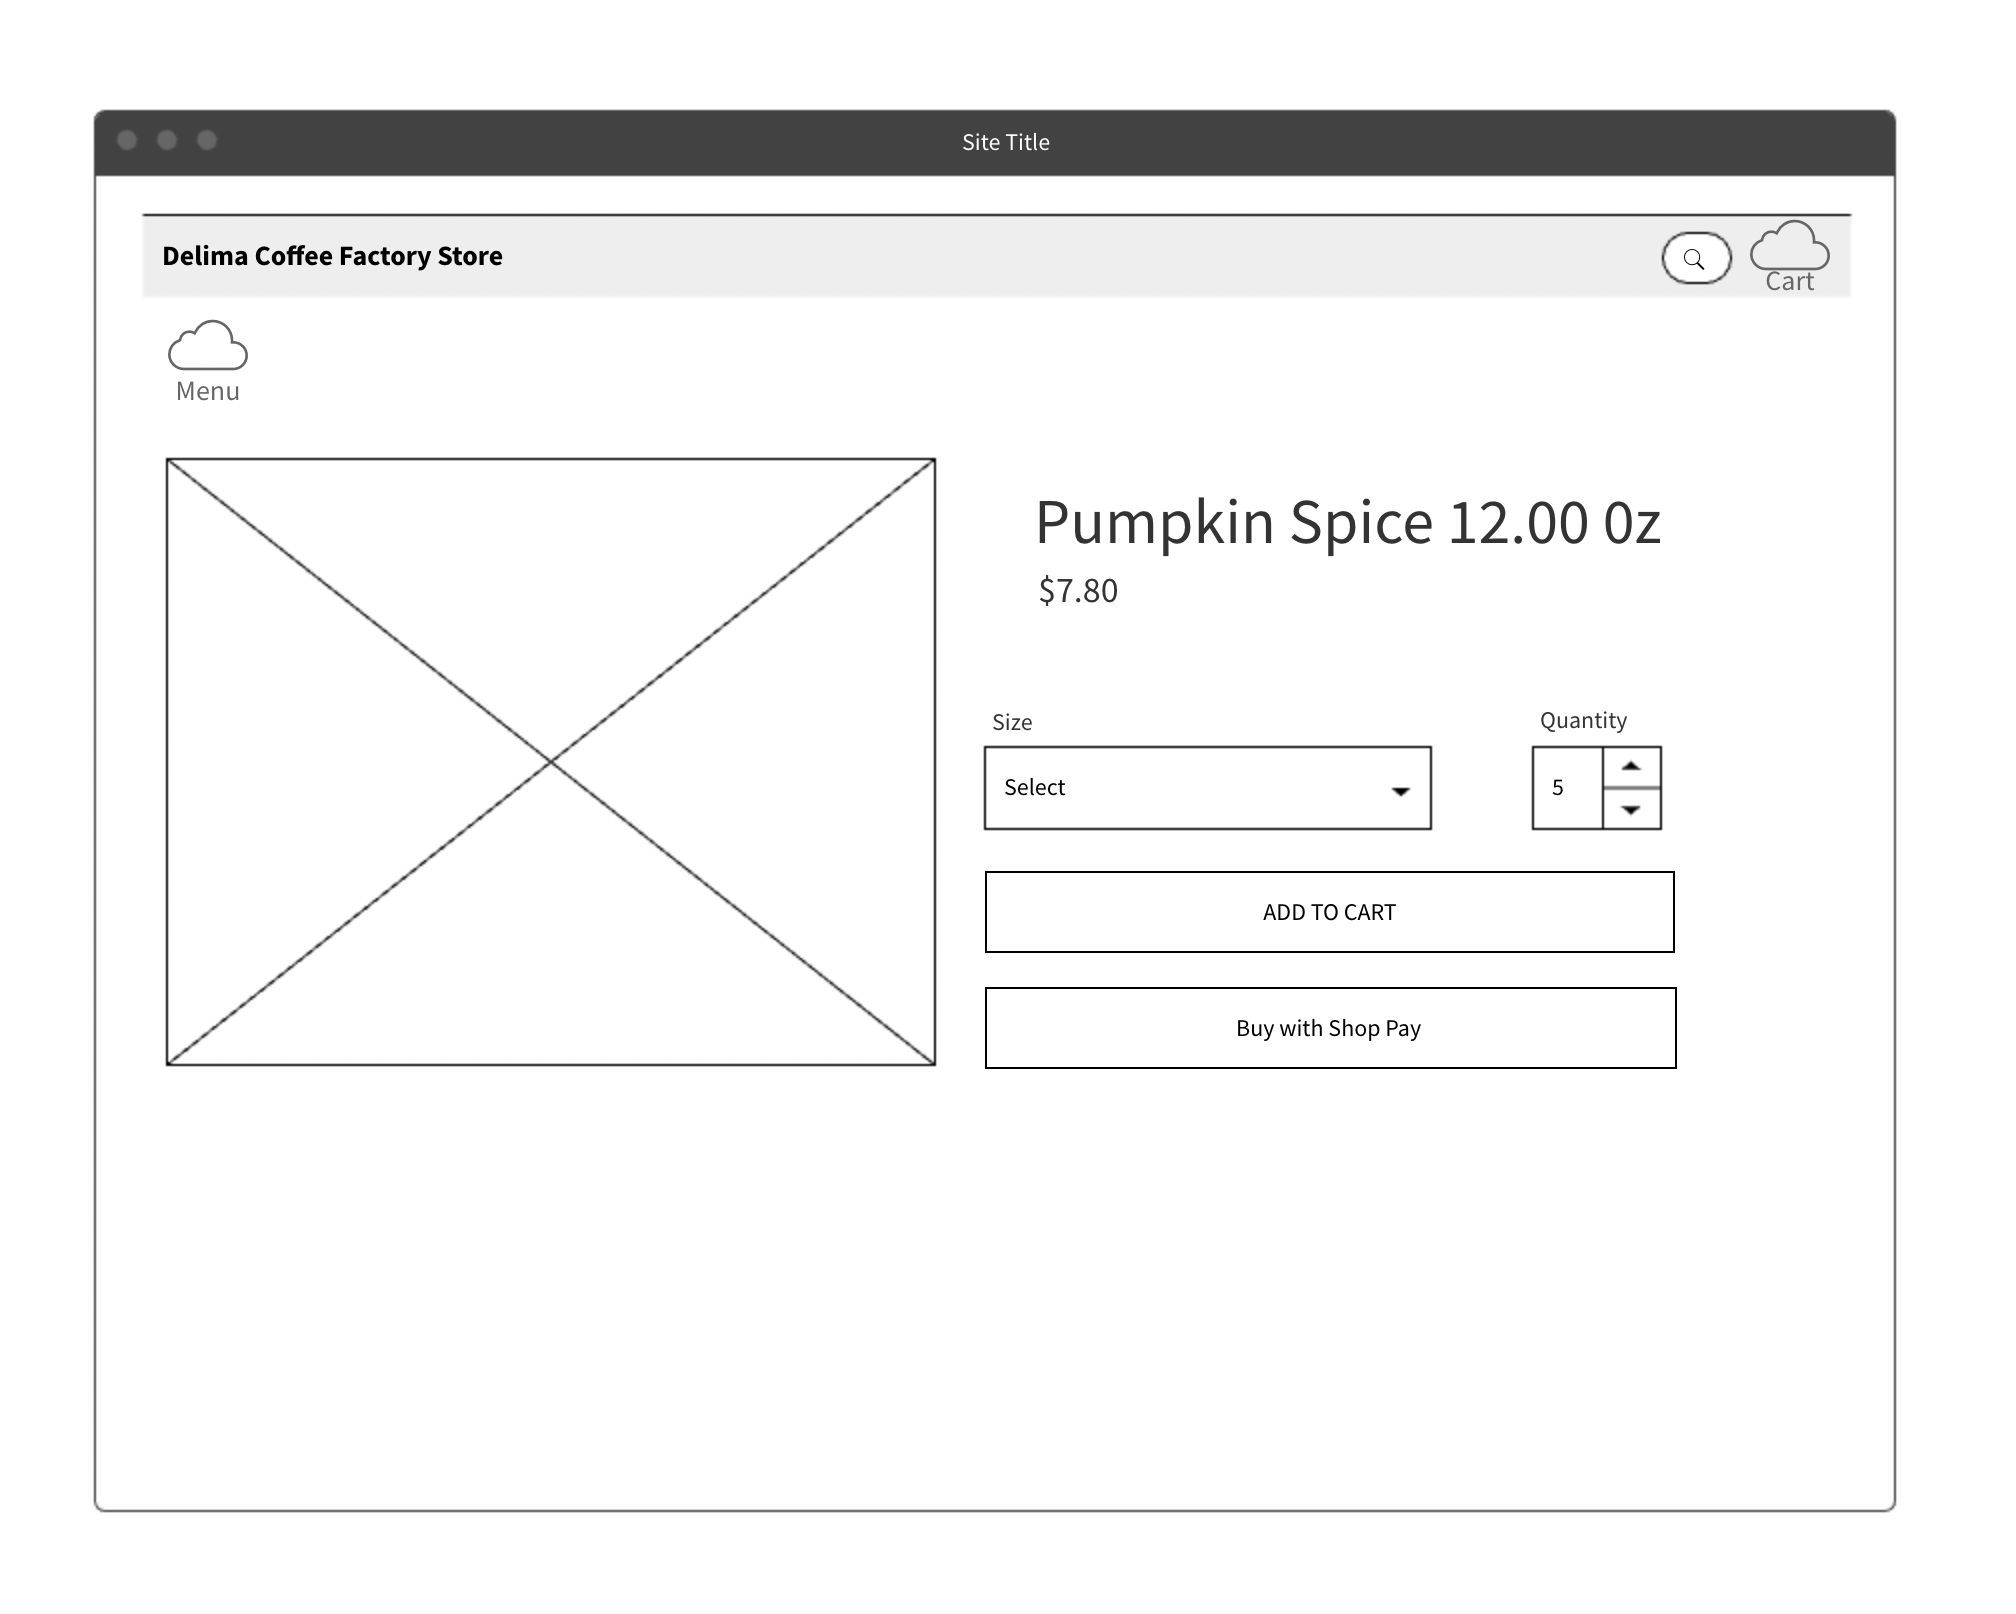 Site Title
Delima Coffee Factory Store
Cart
Menu
Pumpkin Spice 12.00 0z
$7.80
Size
Quantity
Select
5
ADD TO CART
Buy with Shop Pay